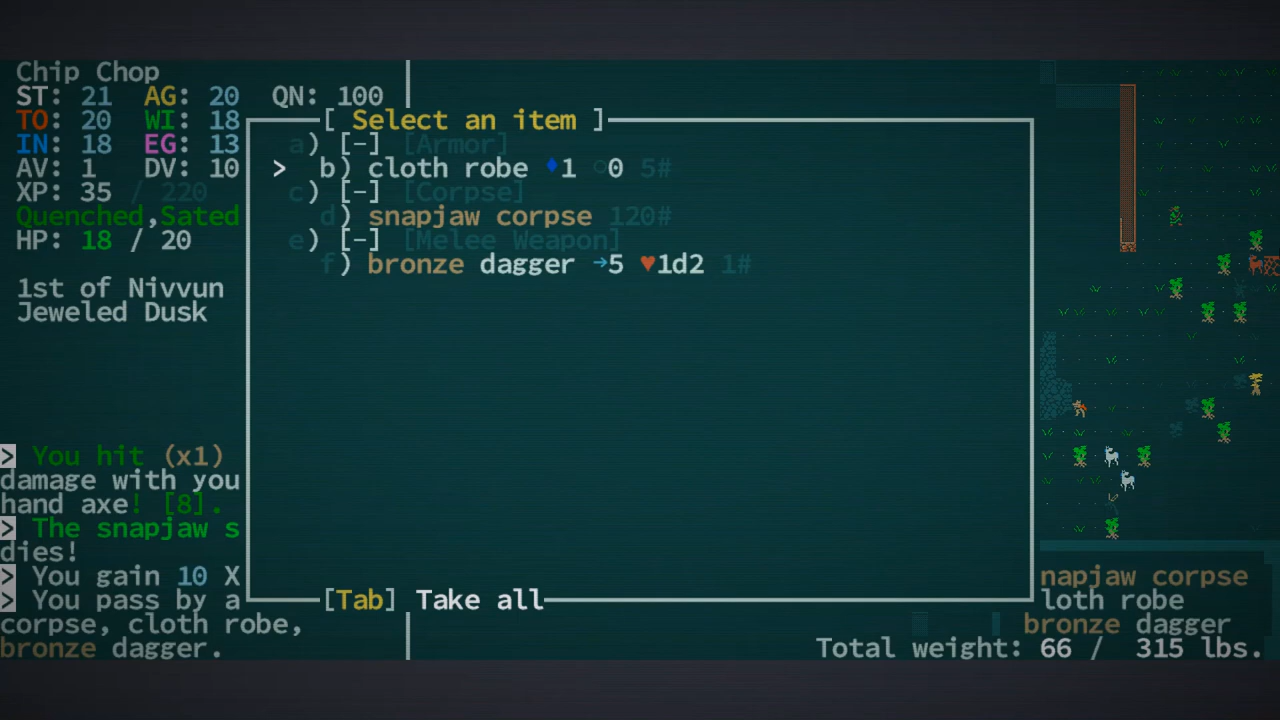 Chip Chop
ST: 21 AG: 20 QN: 100
TO: 20 WI: 18
IN: 18 EG: 13
AV: 1 DV: 10
XP: 35 / 220
Quenched,Sated
HP: 18 / 20
1st of Nivvun
Jeweled Dusk
[ Select an item ]
a) [-] [Armor]
> b) cloth robe ♦1 ○0 5#
c) [-] [Corpse]
d) snapjaw corpse 120#
e) [-] [Melee Weapon]
f) bronze dagger →5 ♥1d2 1#
[Tab] Take all
> You hit (x1)
damage with you
hand axe! [8].
> The snapjaw s
dies!
> You gain 10 X
> You pass by a
corpse, cloth robe,
bronze dagger.
napjaw corpse
loth robe
bronze dagger
Total weight: 66 / 315 lbs.